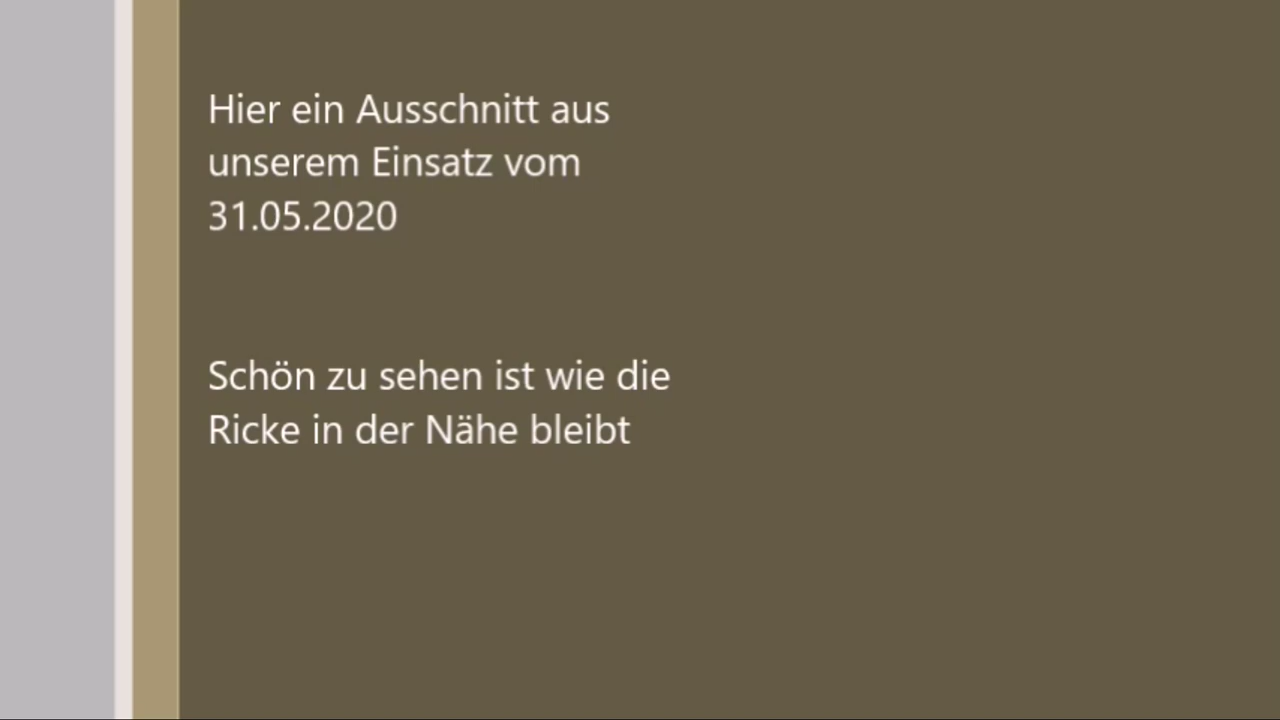 Hier ein Ausschnitt aus
unserem Einsatz vom
31.05.2020
Schön zu sehen ist wie die
Ricke in der Nähe bleibt